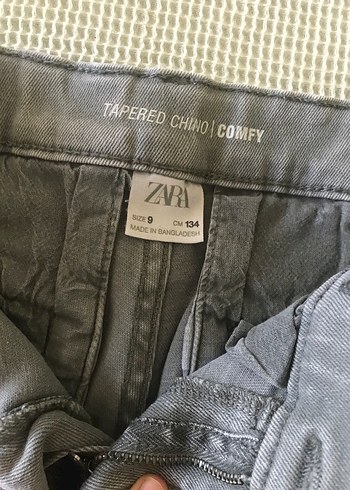 TAPERED CHINO | COMFY
ZARA
SIZE 9 CM 134
MADE IN BANGLADESH